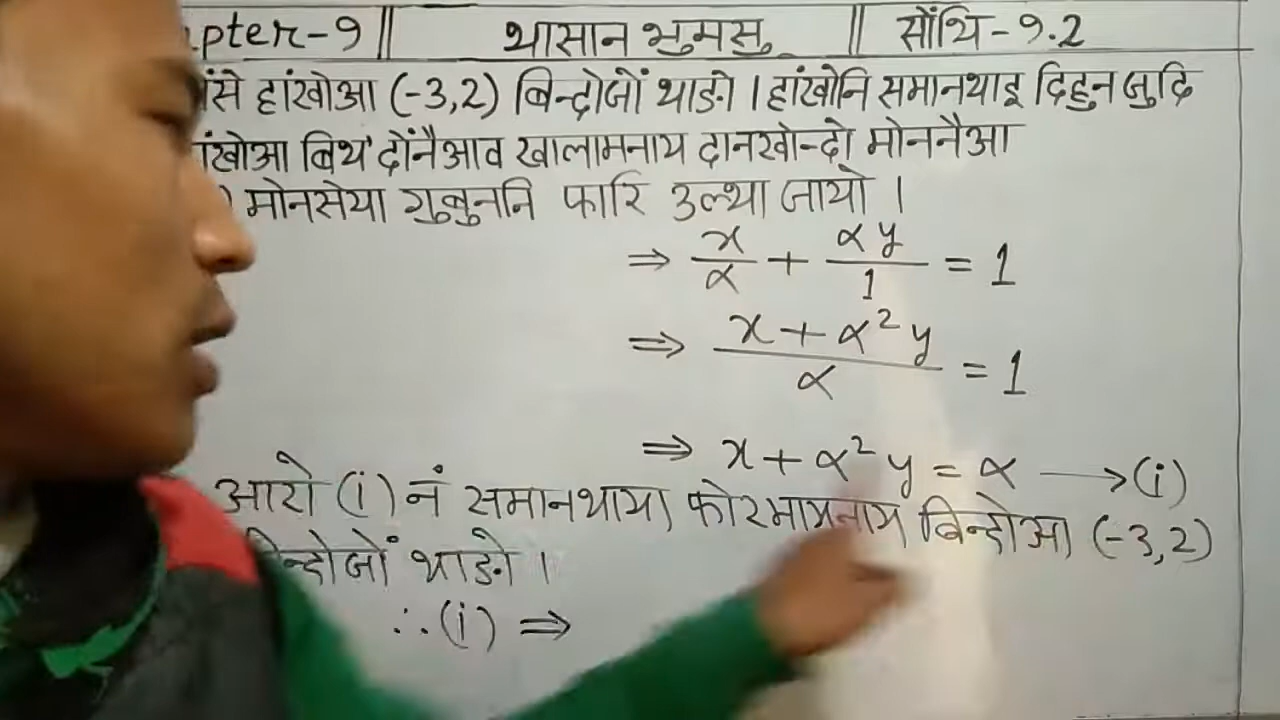 pter-9 || थासान भुमसु || सोंथि-9.2
हांखोआ (-3,2) बिन्दोजों थाङो । हांखोनि समानथाइ दिहुन जुदि
बिथ' दोंनैआव खालामनाय दानखोन्दो मोननैआ
मोनसेया गुबुननि फारि उल्था जायो ।
⇒ x/α + αy/1 = 1
⇒ (x + α²y)/α = 1
⇒ x + α²y = α ⟶ (i)
आरो (i) नं समानथाया फोरमायनाय बिन्दोआ (-3,2)
थाङो ।
∴ (i) ⇒